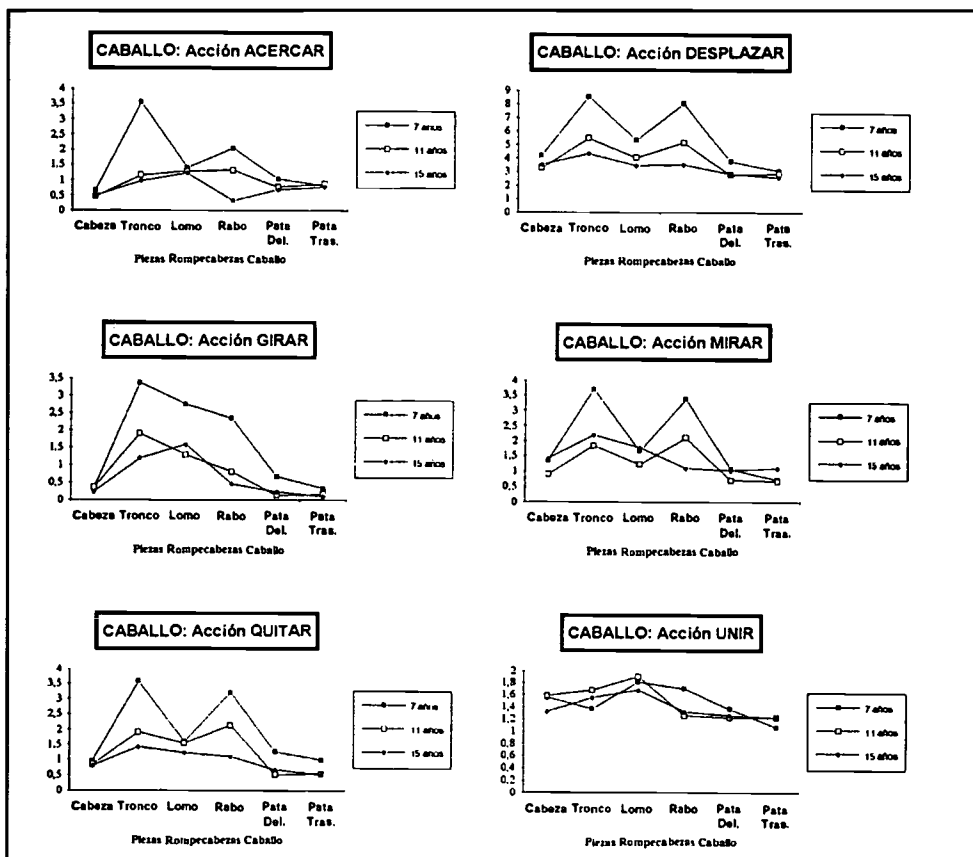 CABALLO: Acción ACERCAR
4
3,5
3
2,5
2
1,5
1
0,5
0
Cabeza Tronco Lomo Rabo Pata Del. Pata Tras.
Piezas Rompecabezas Caballo
7 años
11 años
15 años
CABALLO: Acción DESPLAZAR
9
8
7
6
5
4
3
2
1
0
Cabeza Tronco Lomo Rabo Pata Del. Pata Tras.
Piezas Rompecabezas Caballo
7 años
11 años
15 años
CABALLO: Acción GIRAR
3,5
3
2,5
2
1,5
1
0,5
0
Cabeza Tronco Lomo Rabo Pata Del. Pata Tras.
Piezas Rompecabezas Caballo
7 años
11 años
15 años
CABALLO: Acción MIRAR
4
3,5
3
2,5
2
1,5
1
0,5
0
Cabeza Tronco Lomo Rabo Pata Del. Pata Tras.
Piezas Rompecabezas Caballo
7 años
11 años
15 años
CABALLO: Acción QUITAR
4
3,5
3
2,5
2
1,5
1
0,5
0
Cabeza Tronco Lomo Rabo Pata Del. Pata Tras.
Piezas Rompecabezas Caballo
7 años
11 años
15 años
CABALLO: Acción UNIR
2
1,8
1,6
1,4
1,2
1
0,8
0,6
0,4
0,2
0
Cabeza Tronco Lomo Rabo Pata Del. Pata Tras.
Piezas Rompecabezas Caballo
7 años
11 años
15 años